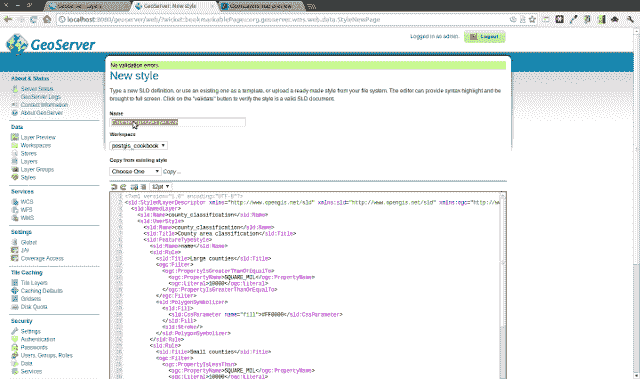 GeoServer: Layers
GeoServer: New style
OpenLayers map preview
localhost:8080/geoserver/web/?wicket:bookmarkablePage=:org.geoserver.wms.web.data.StyleNewPage
GeoServer
Logged in as admin.
Logout
No validation errors.
New style
Type a new SLD definition, or use an existing one as a template, or upload a ready made style from your file system. The editor can provide syntax highlight and be
brought to full screen. Click on the "validate" button to verify the style is a valid SLD document.
Name
Workspace
postgis_cookbook
Copy from existing style
Choose One
Copy ...
12pt
About & Status
Server Status
GeoServer Logs
Contact Information
About GeoServer
Data
Layer Preview
Workspaces
Stores
Layers
Layer Groups
Styles
Services
WCS
WFS
WMS
Settings
Global
JAI
Coverage Access
Tile Caching
Tile Layers
Caching Defaults
Gridsets
Disk Quota
Security
Settings
Authentication
Passwords
Users, Groups, Roles
Data
Services
<?xml version="1.0" encoding="UTF-8"?>
<sld:StyledLayerDescriptor xmlns="http://www.opengis.net/sld" xmlns:sld="http://www.opengis.net/sld" xmlns:ogc="http://www
<sld:NamedLayer>
<sld:Name>county_classification</sld:Name>
<sld:UserStyle>
<sld:Name>county_classification</sld:Name>
<sld:Title>County area classification</sld:Title>
<sld:FeatureTypeStyle>
<sld:Name>name</sld:Name>
<sld:Rule>
<sld:Title>Large counties</sld:Title>
<ogc:Filter>
<ogc:PropertyIsGreaterThanOrEqualTo>
<ogc:PropertyName>SQUARE_MIL</ogc:PropertyName>
<ogc:Literal>10000</ogc:Literal>
</ogc:PropertyIsGreaterThanOrEqualTo>
</ogc:Filter>
<sld:PolygonSymbolizer>
<sld:Fill>
<sld:CssParameter name="fill">#FF0000</sld:CssParameter>
</sld:Fill>
<sld:Stroke/>
</sld:PolygonSymbolizer>
</sld:Rule>
<sld:Rule>
<sld:Title>Small counties</sld:Title>
<ogc:Filter>
<ogc:PropertyIsLessThan>
<ogc:PropertyName>SQUARE_MIL</ogc:PropertyName>
<ogc:Literal>10000</ogc:Literal>